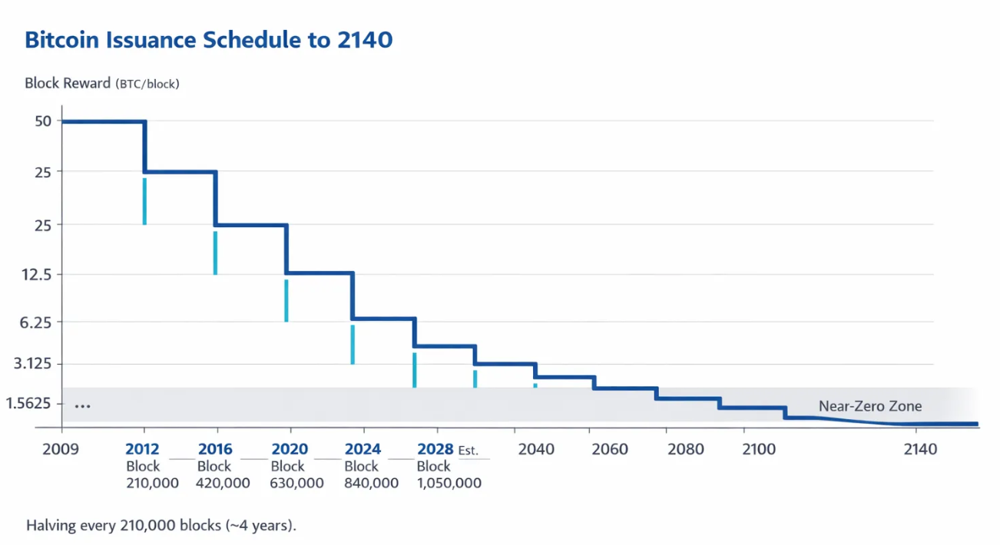 Bitcoin Issuance Schedule to 2140
Block Reward (BTC/block)
50
25
25
12.5
6.25
3.125
1.5625
...
Near-Zero Zone
2009 2012 2016 2020 2024 2028 Est. 2040 2060 2080 2100 2140
Block Block Block Block Block
210,000 420,000 630,000 840,000 1,050,000
Halving every 210,000 blocks (~4 years).